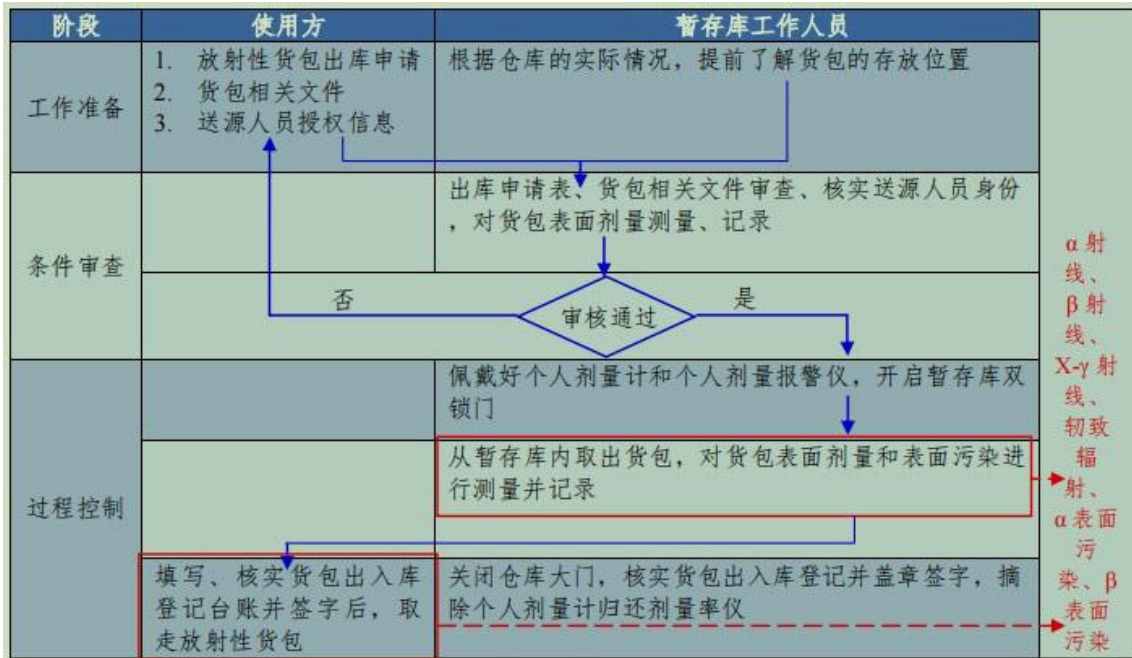 阶段
使用方
暂存库工作人员
工作准备
1. 放射性货包出库申请
2. 货包相关文件
3. 送源人员授权信息
根据仓库的实际情况，提前了解货包的存放位置
条件审查
出库申请表、货包相关文件审查、核实送源人员身份
，对货包表面剂量测量、记录
否
审核通过
是
过程控制
佩戴好个人剂量计和个人剂量报警仪，开启暂存库双
锁门
从暂存库内取出货包，对货包表面剂量和表面污染进
行测量并记录
填写、核实货包出入库
登记台账并签字后，取
走放射性货包
关闭仓库大门，核实货包出入库登记并盖章签字，摘
除个人剂量计归还剂量率仪
α射
线、
β射
线、
X-γ射
线、
轫致
辐
射、
α表面
污
染、β
表面
污染